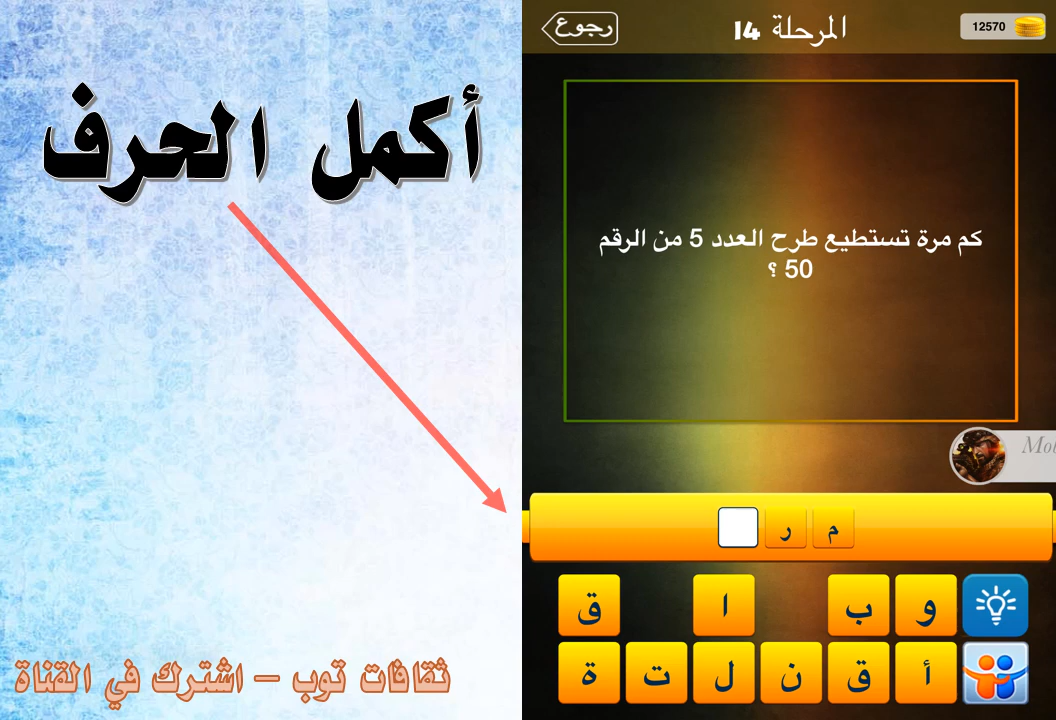 أكمل الحرف
ثقافات توب – اشترك في القناة
رجوع
المرحلة 14
12570
كم مرة تستطيع طرح العدد 5 من الرقم
50 ؟
م ر
و ب ا ق
أ ق ن ل ت ة